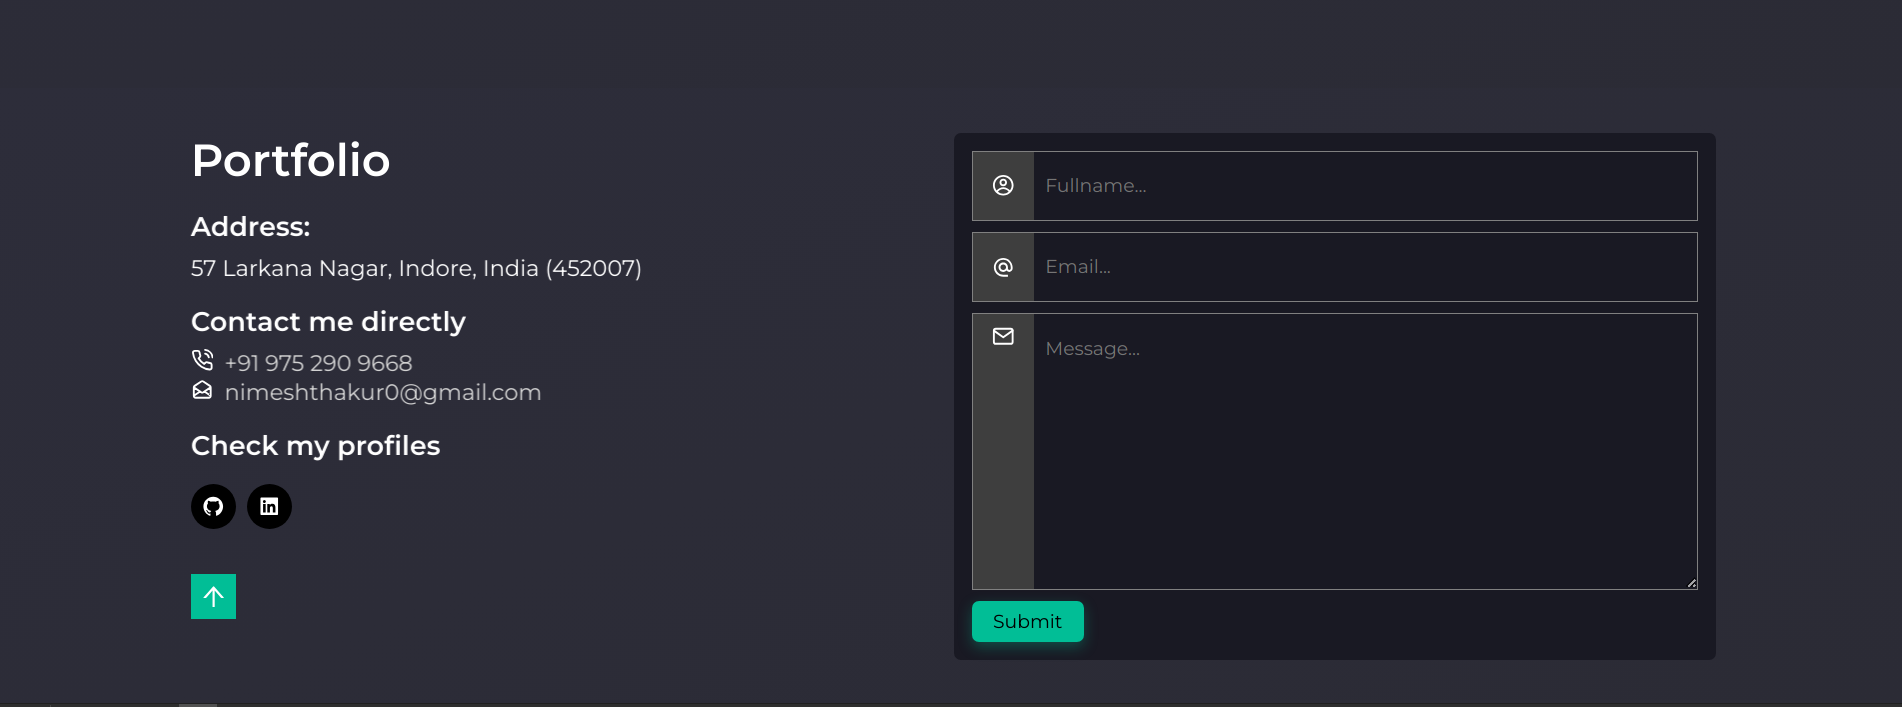 Portfolio
Address:
57 Larkana Nagar, Indore, India (452007)
Contact me directly
+91 975 290 9668
nimeshthakur0@gmail.com
Check my profiles
Fullname...
Email...
Message...
Submit